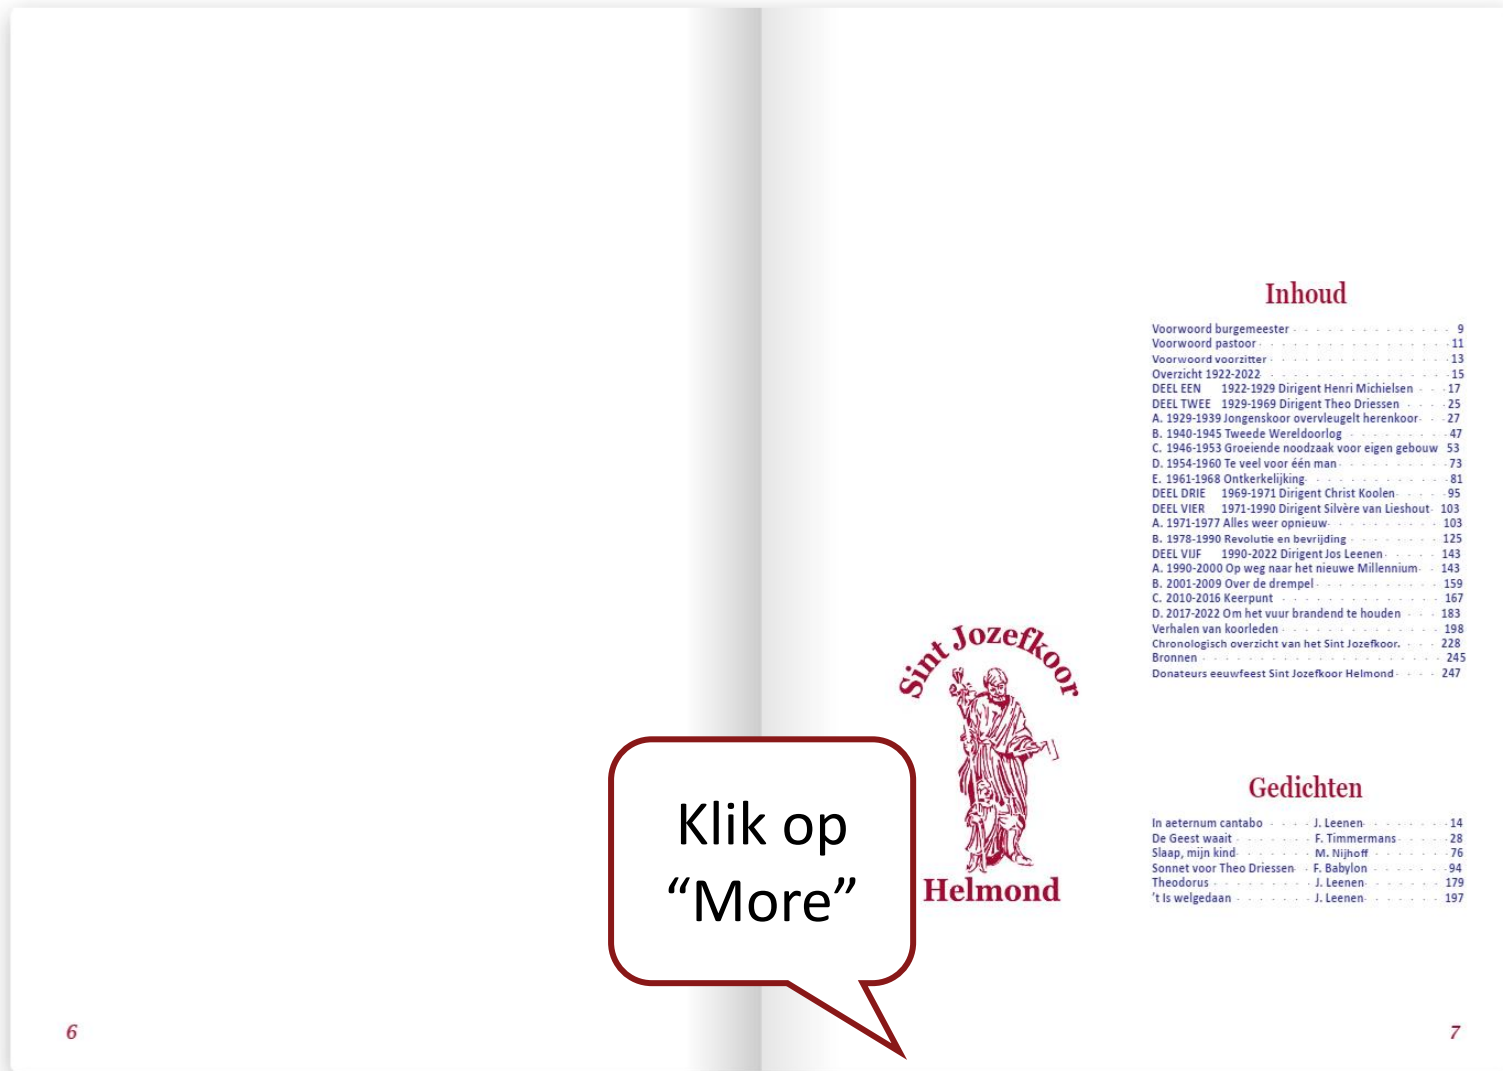 Inhoud
Voorwoord burgemeester 9
Voorwoord pastoor 11
Voorwoord voorzitter 13
Overzicht 1922-2022 15
DEEL EEN 1922-1929 Dirigent Henri Michielsen 17
DEEL TWEE 1929-1969 Dirigent Theo Driessen 25
A. 1929-1939 Jongenskoor overvleugelt herenkoor 27
B. 1940-1945 Tweede Wereldoorlog 47
C. 1946-1953 Groeiende noodzaak voor eigen gebouw 53
D. 1954-1960 Te veel voor één man 73
E. 1961-1968 Ontkerkelijking 81
DEEL DRIE 1969-1971 Dirigent Christ Koolen 95
DEEL VIER 1971-1990 Dirigent Silvère van Lieshout 103
A. 1971-1977 Alles weer opnieuw 103
B. 1978-1990 Revolutie en bevrijding 125
DEEL VIJF 1990-2022 Dirigent Jos Leenen 143
A. 1990-2000 Op weg naar het nieuwe Millennium 143
B. 2001-2009 Over de drempel 159
C. 2010-2016 Keerpunt 167
D. 2017-2022 Om het vuur brandend te houden 183
Verhalen van koorleden 198
Chronologisch overzicht van het Sint Jozefkoor. 228
Bronnen 245
Donateurs eeuwfeest Sint Jozefkoor Helmond 247
Sint Jozefkoor
Helmond
Gedichten
In aeternum cantabo J. Leenen 14
De Geest waait F. Timmermans 28
Slaap, mijn kind M. Nijhoff 76
Sonnet voor Theo Driessen F. Babylon 94
Theodorus J. Leenen 179
't Is welgedaan J. Leenen 197
Klik op
“More”
6
7